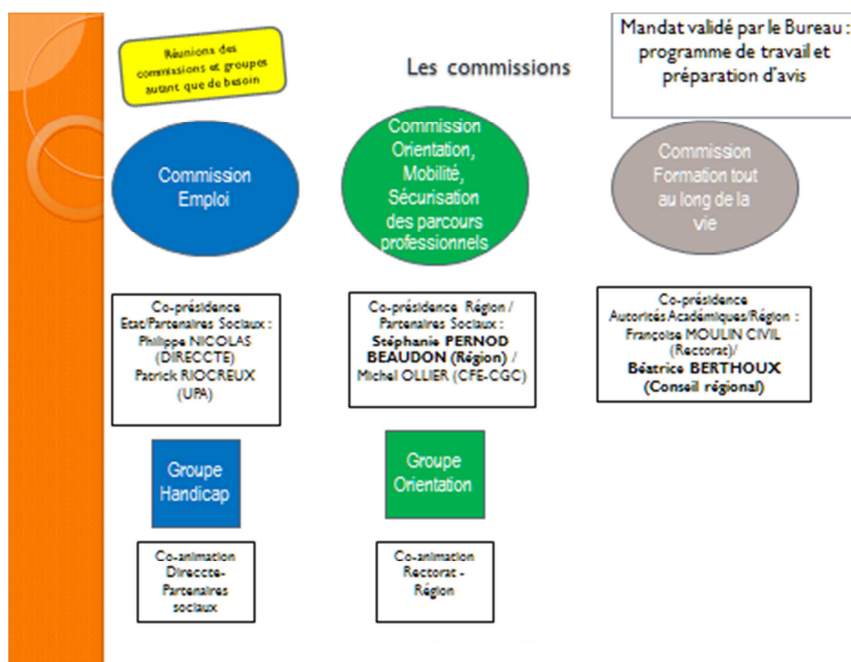 Réunions des
commissions et groupes
autant que de besoin
Les commissions
Mandat validé par le Bureau :
programme de travail et
préparation d'avis
Commission
Emploi
Commission
Orientation,
Mobilité,
Sécurisation
des parcours
professionnels
Commission
Formation tout
au long de la
vie
Co-présidence
Etat/Partenaires Sociaux :
Philippe NICOLAS
(DIRECCTE)
Patrick RIOCREUX
(UPA)
Co-présidence Région /
Partenaires Sociaux :
Stéphanie PERNOD
BEAUDON (Région) /
Michel OLLIER (CFE-CGC)
Co-présidence
Autorités Académiques/Région :
Françoise MOULIN CIVIL
(Rectorat)/
Béatrice BERTHOUX
(Conseil régional)
Groupe
Handicap
Groupe
Orientation
Co-animation
Direccte-
Partenaires
sociaux
Co-animation
Rectorat -
Région